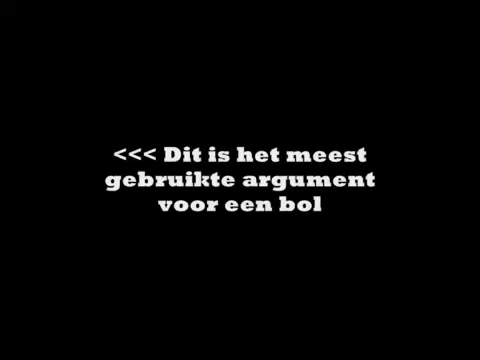 <<< Dit is het meest
gebruikte argument
voor een bol